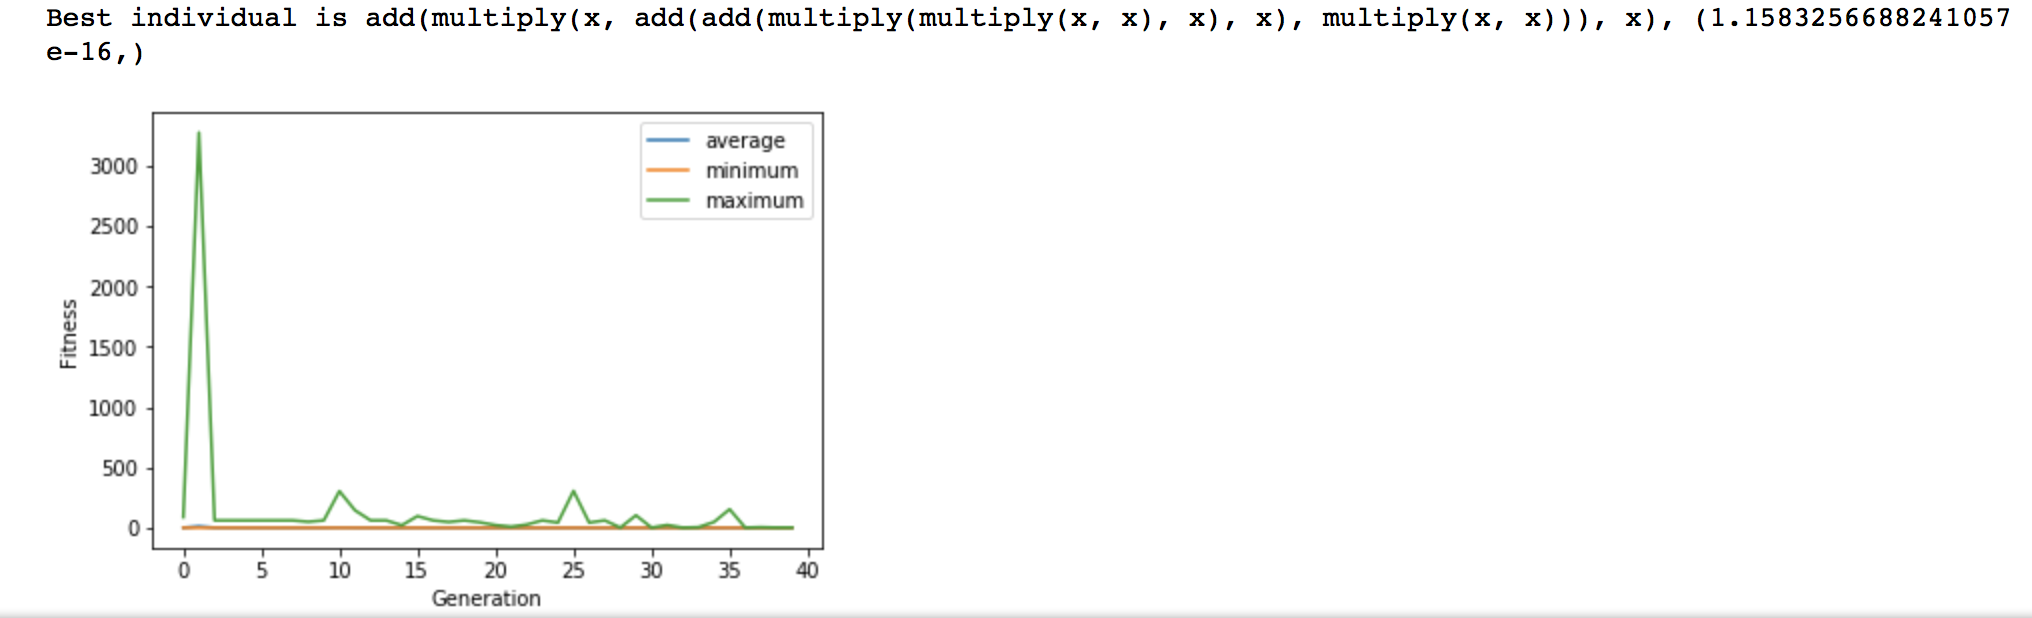 Best individual is add(multiply(x, add(add(multiply(multiply(x, x), x), x), multiply(x, x))), x), (1.1583256688241057
e-16,)
average
minimum
maximum
3000
2500
2000
1500
1000
500
0
Fitness
0 5 10 15 20 25 30 35 40
Generation